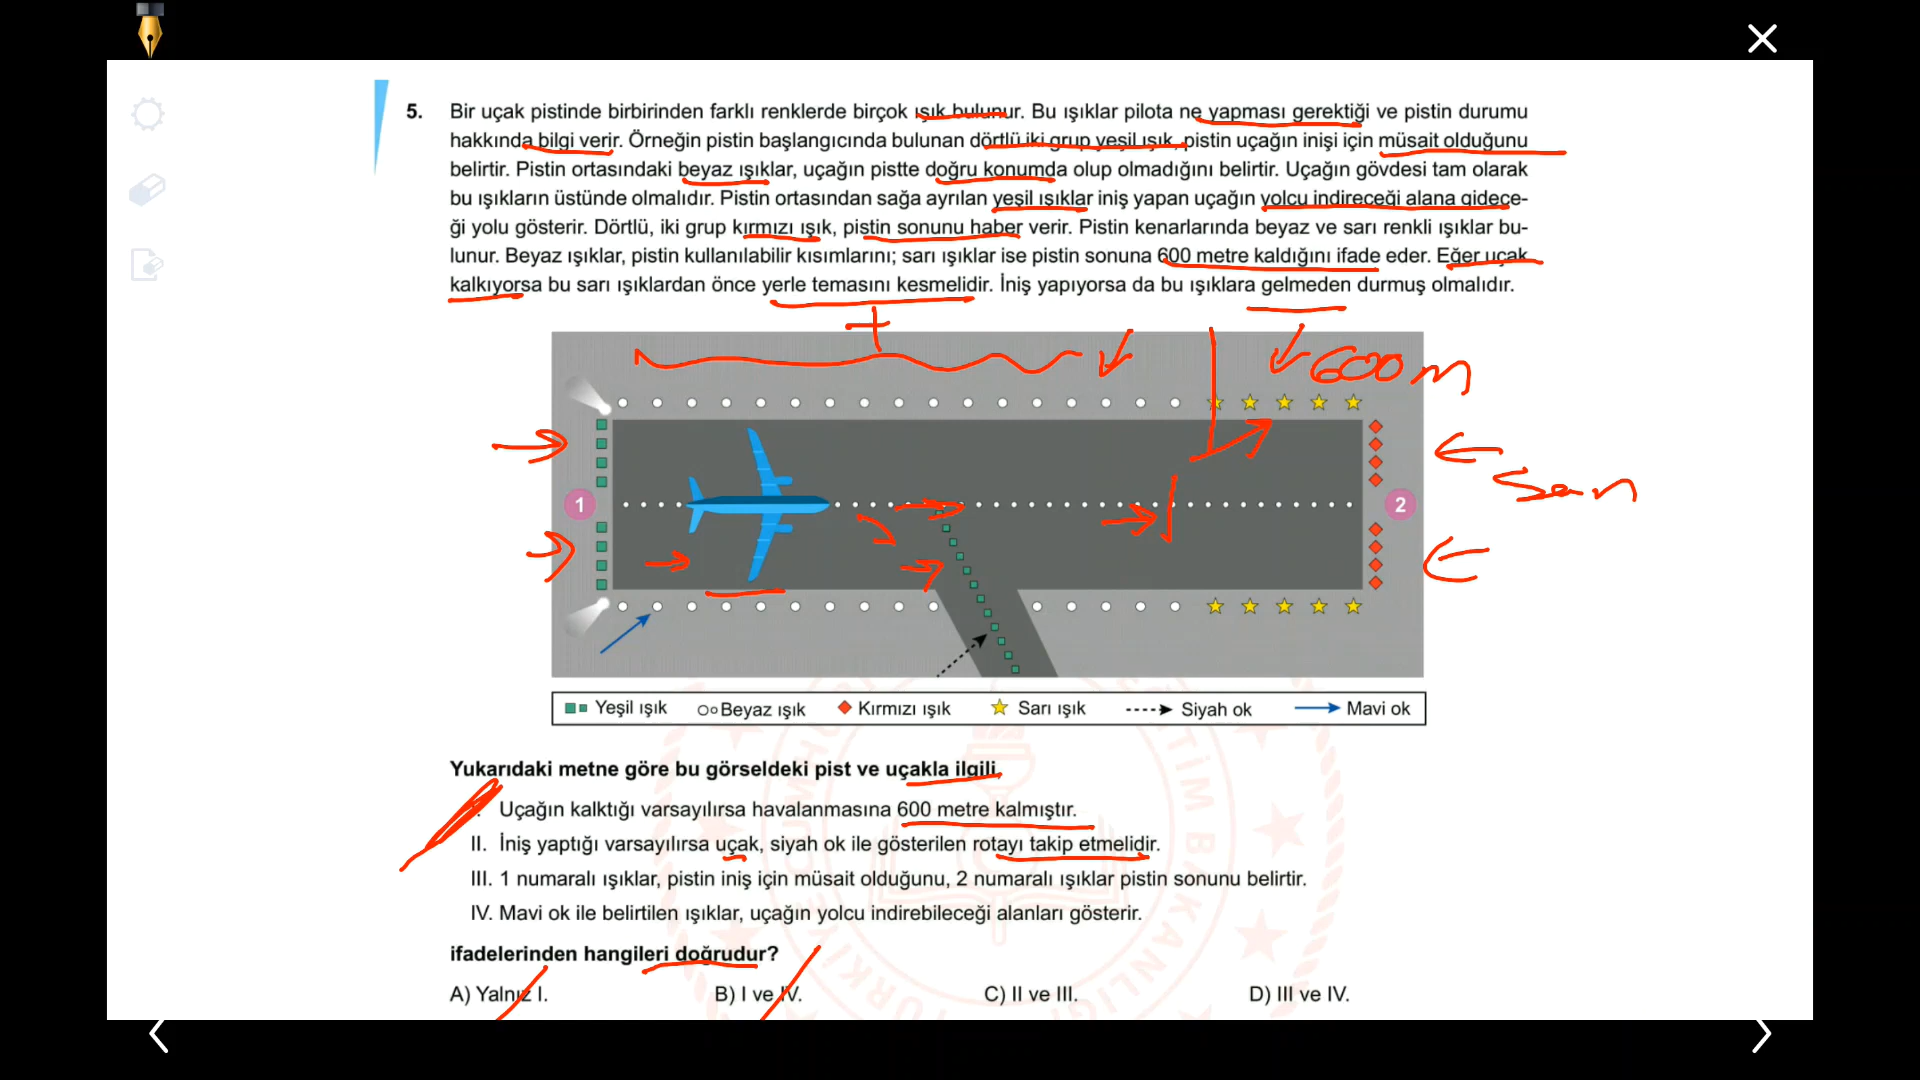 5. Bir uçak pistinde birbirinden farklı renklerde birçok ışık bulunur. Bu ışıklar pilota ne yapması gerektiği ve pistin durumu
hakkında bilgi verir. Örneğin pistin başlangıcında bulunan dörtlü iki grup yeşil ışık, pistin uçağın inişi için müsait olduğunu
belirtir. Pistin ortasındaki beyaz ışıklar, uçağın pistte doğru konumda olup olmadığını belirtir. Uçağın gövdesi tam olarak
bu ışıkların üstünde olmalıdır. Pistin ortasından sağa ayrılan yeşil ışıklar iniş yapan uçağın yolcu indireceği alana gidece-
ği yolu gösterir. Dörtlü, iki grup kırmızı ışık, pistin sonunu haber verir. Pistin kenarlarında beyaz ve sarı renkli ışıklar bu-
lunur. Beyaz ışıklar, pistin kullanılabilir kısımlarını; sarı ışıklar ise pistin sonuna 600 metre kaldığını ifade eder. Eğer uçak
kalkıyorsa bu sarı ışıklardan önce yerle temasını kesmelidir. İniş yapıyorsa da bu ışıklara gelmeden durmuş olmalıdır.
600 m
1
2
Yeşil ışık Beyaz ışık Kırmızı ışık Sarı ışık Siyah ok Mavi ok
Yukarıdaki metne göre bu görseldeki pist ve uçakla ilgili,
Uçağın kalktığı varsayılırsa havalanmasına 600 metre kalmıştır.
II. İniş yaptığı varsayılırsa uçak, siyah ok ile gösterilen rotayı takip etmelidir.
III. 1 numaralı ışıklar, pistin iniş için müsait olduğunu, 2 numaralı ışıklar pistin sonunu belirtir.
IV. Mavi ok ile belirtilen ışıklar, uçağın yolcu indirebileceği alanları gösterir.
ifadelerinden hangileri doğrudur?
A) Yalnız I. B) I ve IV. C) II ve III. D) III ve IV.